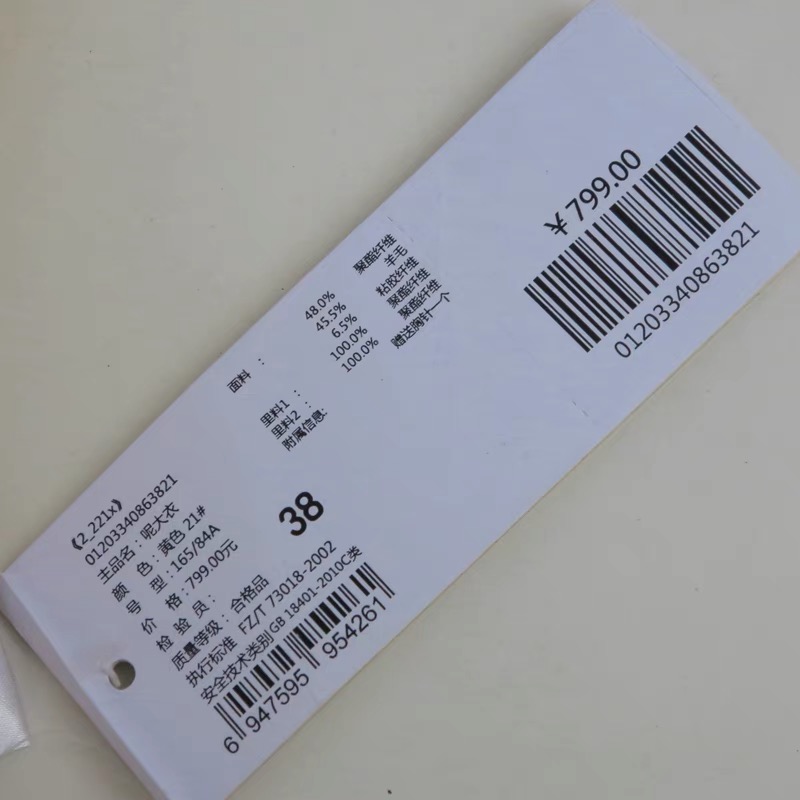 《2_221x》
01203340863821
主品名：呢大衣
颜 色：黄色 21#
号 型：165/84A
价 格：799.00元
检 验 员：
质量等级：合格品
执行标准 FZ/T 73018-2002
安全技术类别 GB 18401-2010C类
6 947595 954261
38
面料： 48.0% 聚酯纤维
45.5% 羊毛
6.5% 粘胶纤维
里料1： 100.0% 聚酯纤维
里料2： 100.0% 聚酯纤维
附属信息: 赠送胸针一个
¥ 799.00
01203340863821